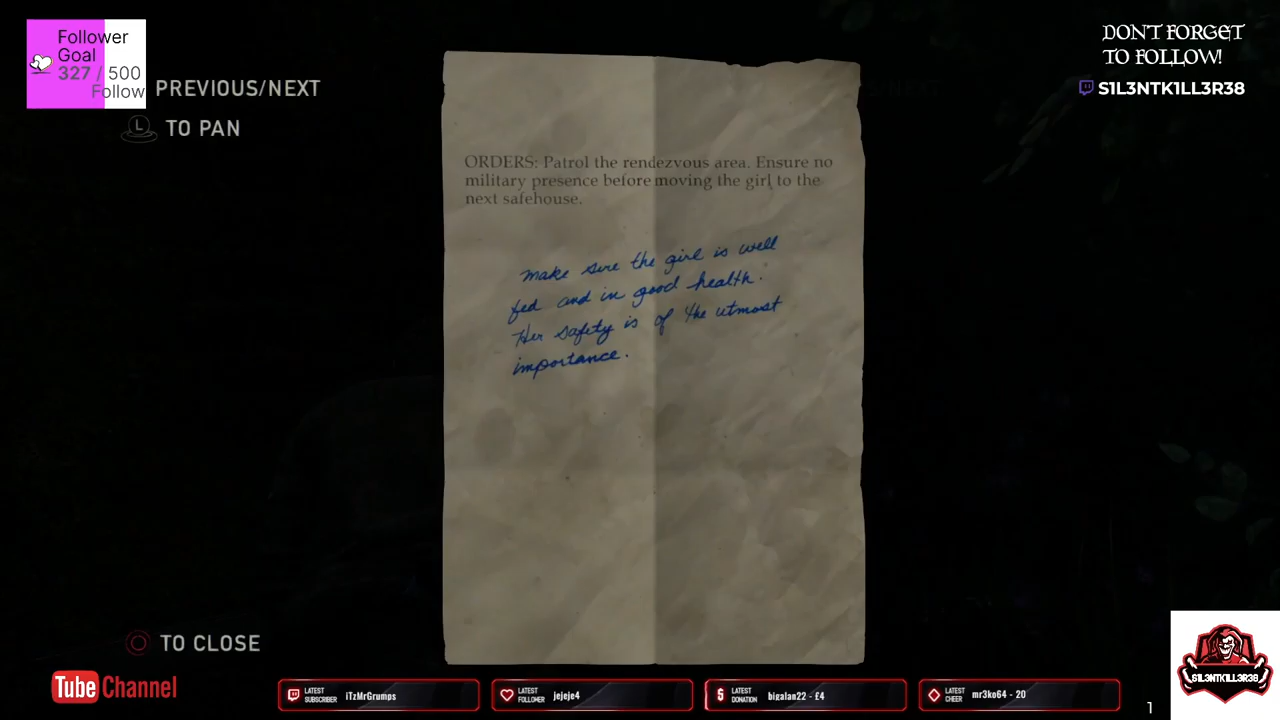 Follower
Goal
327 / 500
Follow
PREVIOUS/NEXT
L
TO PAN
DON'T FORGET
TO FOLLOW!
S1L3NTK1LL3R38
ORDERS: Patrol the rendezvous area. Ensure no
military presence before moving the girl to the
next safehouse.
Make sure the girl is well
fed and in good health.
Her safety is of the utmost
importance.
TO CLOSE
YouTube Channel
LATEST
SUBSCRIBER
iTzMrGrumps
LATEST
FOLLOWER
jejeje4
LATEST
DONATION
bigalan22 - £4
LATEST
CHEER
mr3ko64 - 20
1
S1L3NTK1LL3R38